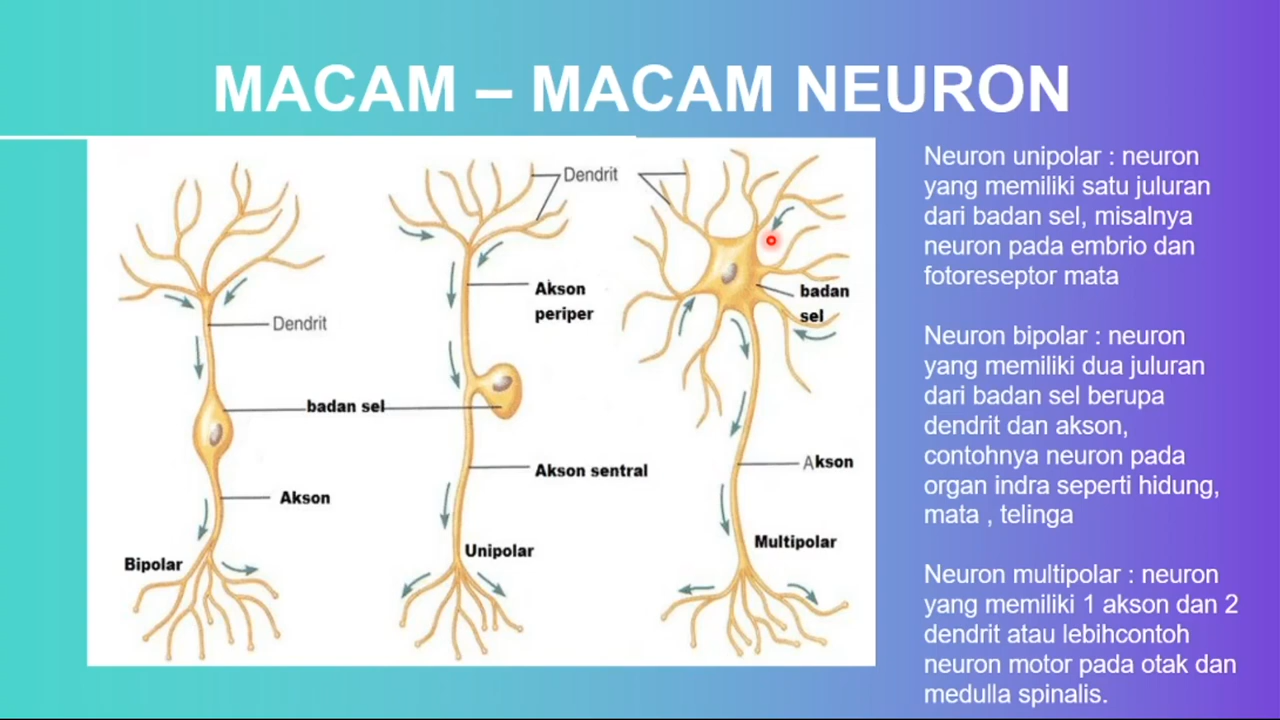 MACAM – MACAM NEURON
Dendrit
Dendrit
Akson
periper
badan
sel
badan sel
Akson sentral
Akson
Akson
Bipolar
Unipolar
Multipolar
Neuron unipolar : neuron
yang memiliki satu juluran
dari badan sel, misalnya
neuron pada embrio dan
fotoreseptor mata
Neuron bipolar : neuron
yang memiliki dua juluran
dari badan sel berupa
dendrit dan akson,
contohnya neuron pada
organ indra seperti hidung,
mata , telinga
Neuron multipolar : neuron
yang memiliki 1 akson dan 2
dendrit atau lebihcontoh
neuron motor pada otak dan
medulla spinalis.